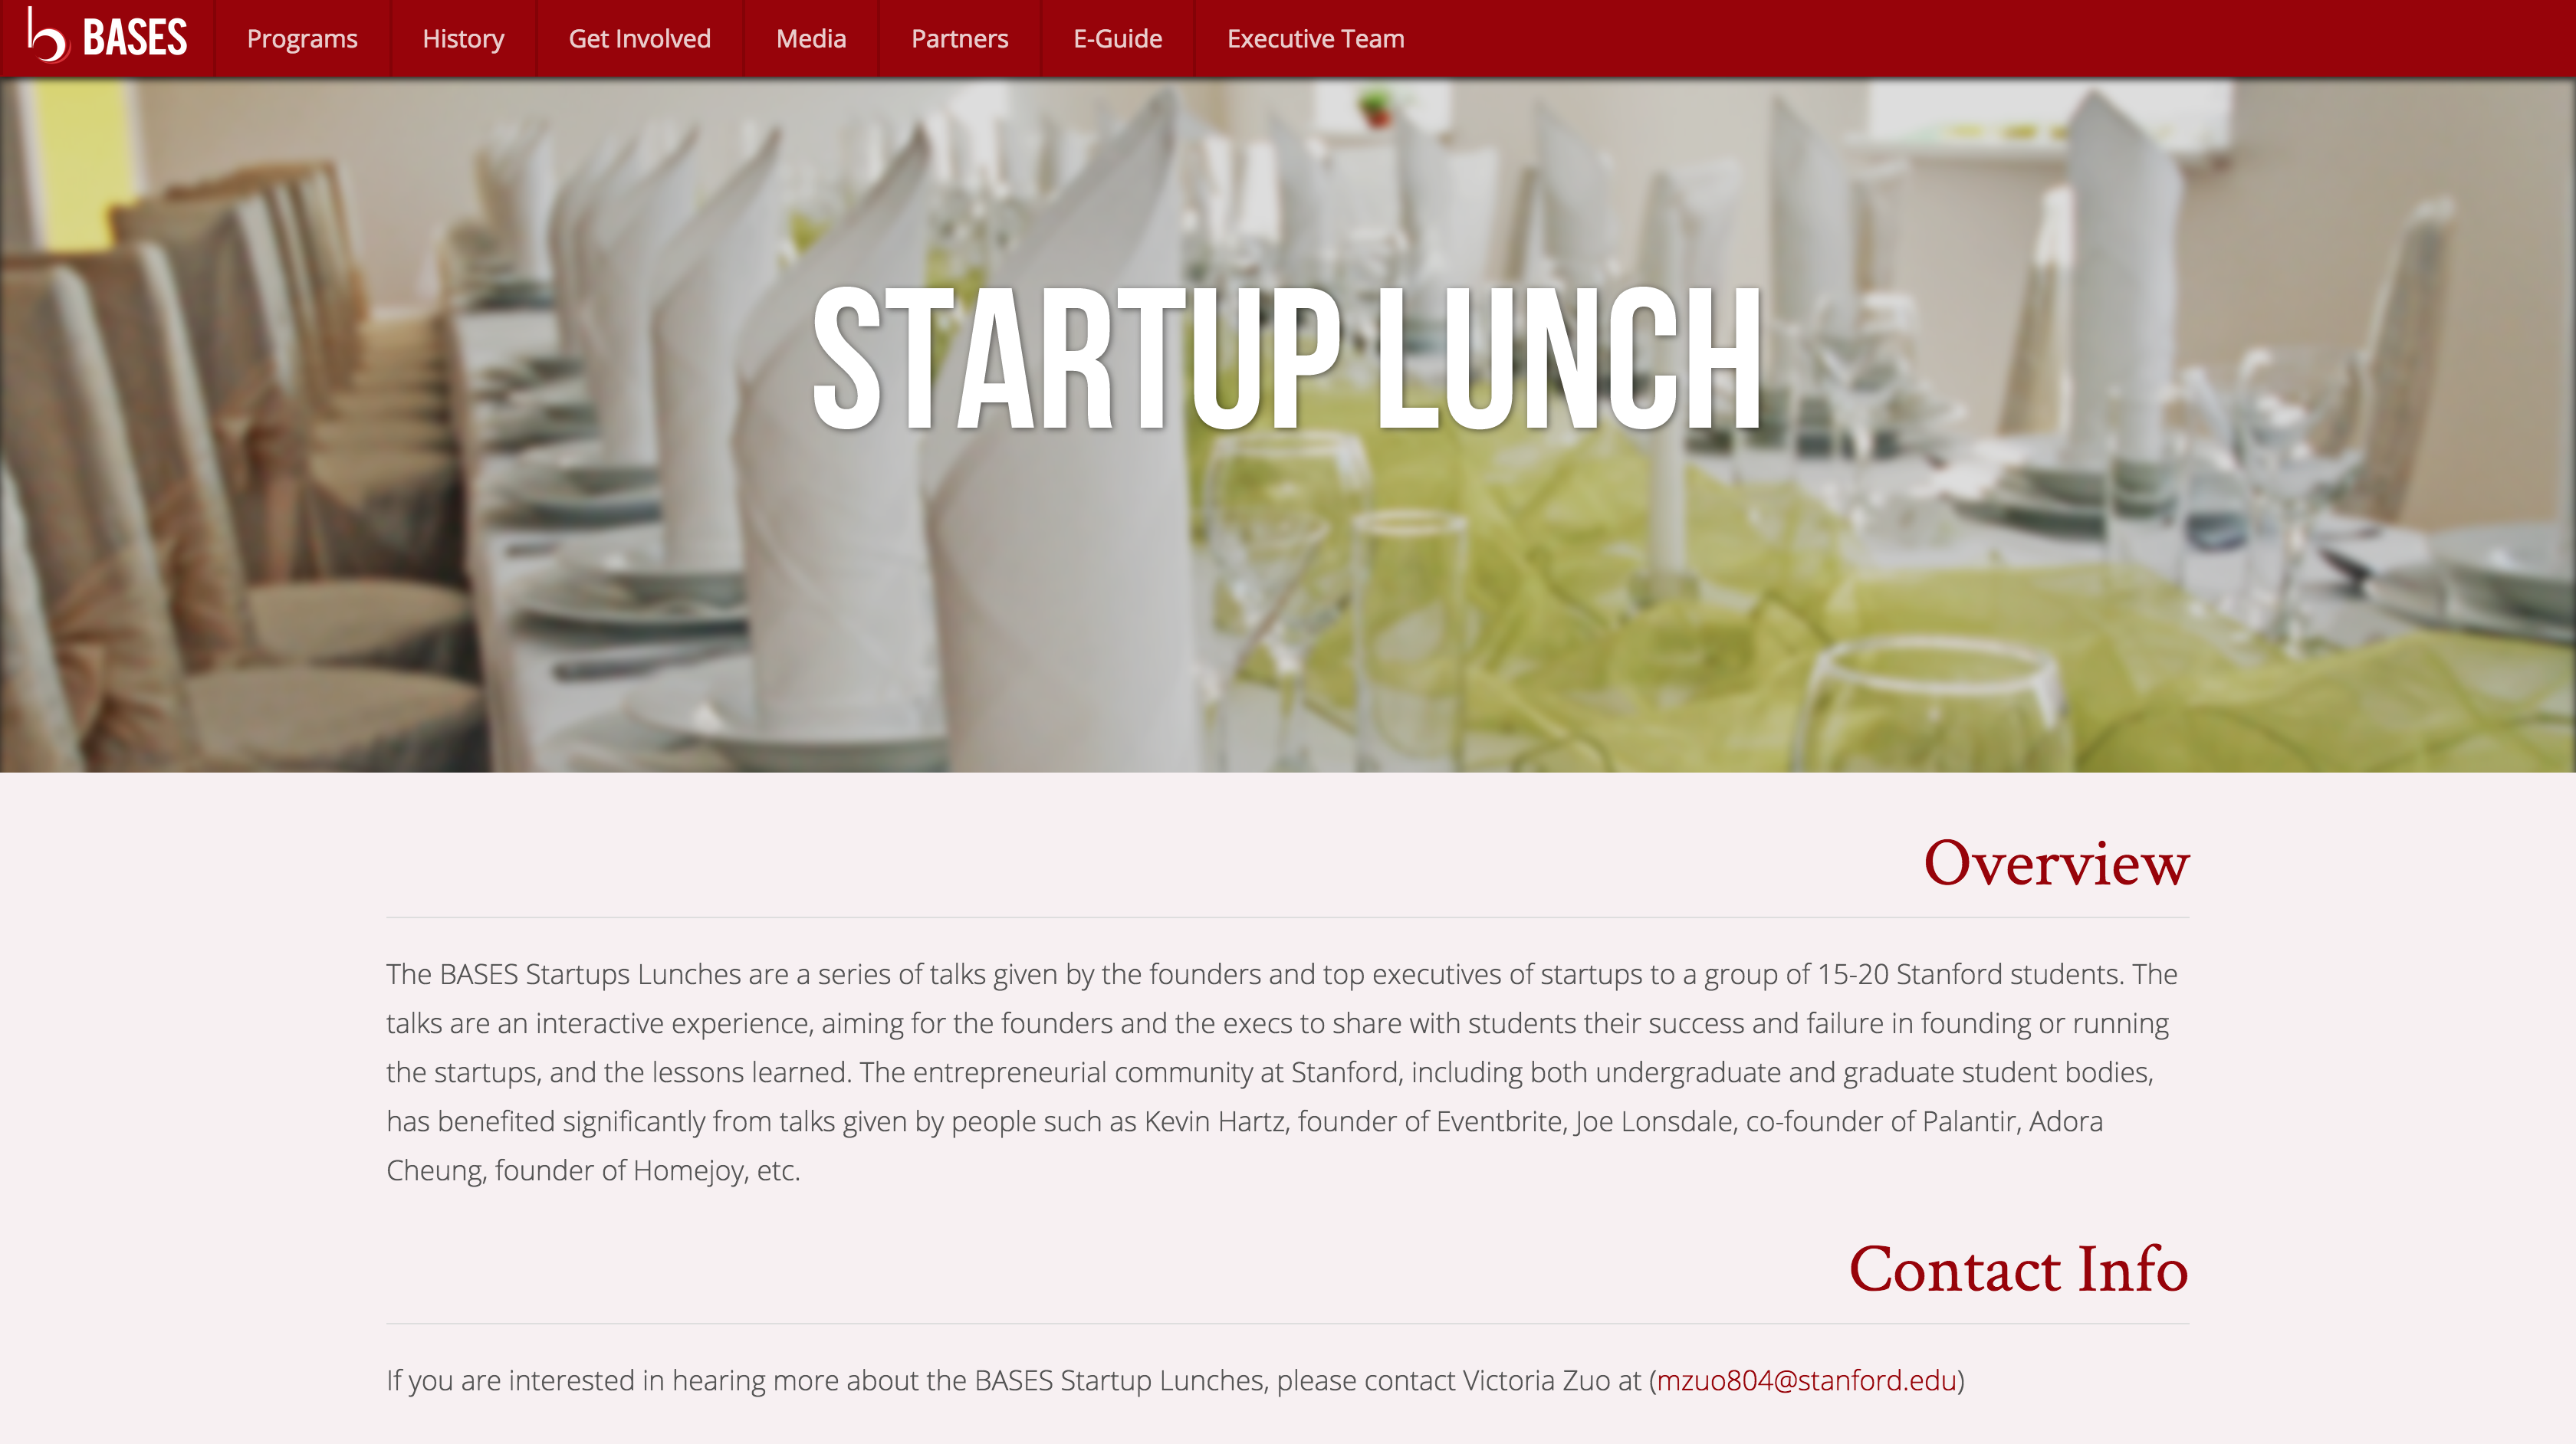 BASES
Programs
History
Get Involved
Media
Partners
E-Guide
Executive Team
STARTUP LUNCH
Overview
The BASES Startups Lunches are a series of talks given by the founders and top executives of startups to a group of 15-20 Stanford students. The
talks are an interactive experience, aiming for the founders and the execs to share with students their success and failure in founding or running
the startups, and the lessons learned. The entrepreneurial community at Stanford, including both undergraduate and graduate student bodies,
has benefited significantly from talks given by people such as Kevin Hartz, founder of Eventbrite, Joe Lonsdale, co-founder of Palantir, Adora
Cheung, founder of Homejoy, etc.
Contact Info
If you are interested in hearing more about the BASES Startup Lunches, please contact Victoria Zuo at (mzuo804@stanford.edu)